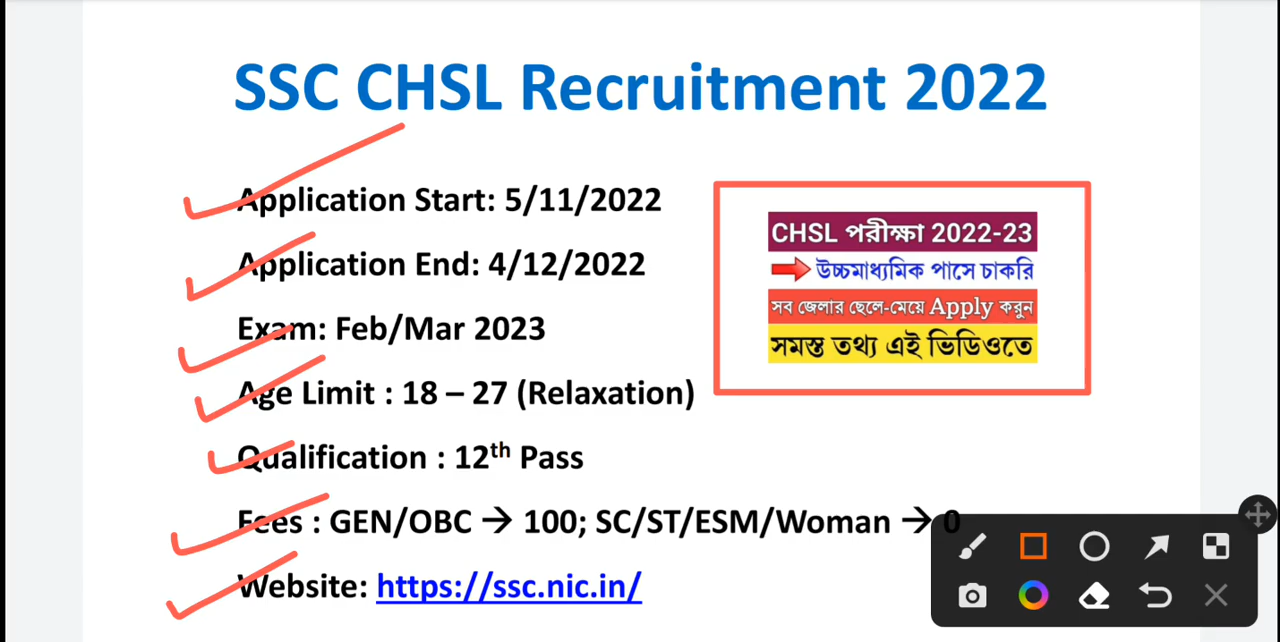 SSC CHSL Recruitment 2022
Application Start: 5/11/2022
Application End: 4/12/2022
Exam: Feb/Mar 2023
Age Limit : 18 – 27 (Relaxation)
Qualification : 12th Pass
Fees : GEN/OBC → 100; SC/ST/ESM/Woman → 0
Website: https://ssc.nic.in/
CHSL পরীক্ষা 2022-23
উচ্চমাধ্যমিক পাসে চাকরি
সব জেলার ছেলে-মেয়ে Apply করুন
সমস্ত তথ্য এই ভিডিওতে